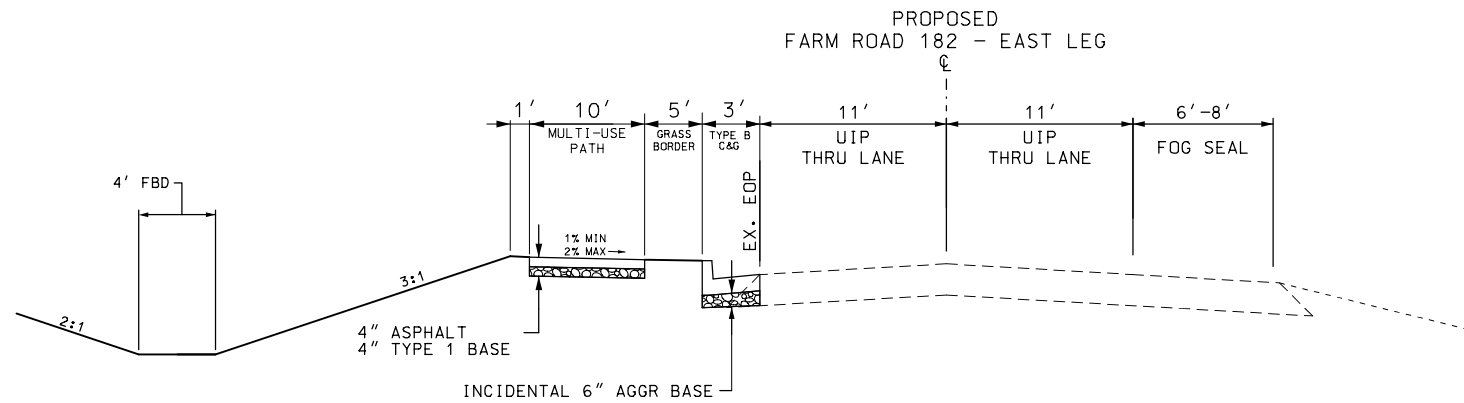 PROPOSED
FARM ROAD 182 - EAST LEG
℄
1'
10'
5'
3'
11'
11'
6'-8'
MULTI-USE
PATH
GRASS
BORDER
TYPE B
C&G
UIP
THRU LANE
UIP
THRU LANE
FOG SEAL
4' FBD
EX. EOP
1% MIN
2% MAX
3:1
2:1
4" ASPHALT
4" TYPE 1 BASE
INCIDENTAL 6" AGGR BASE